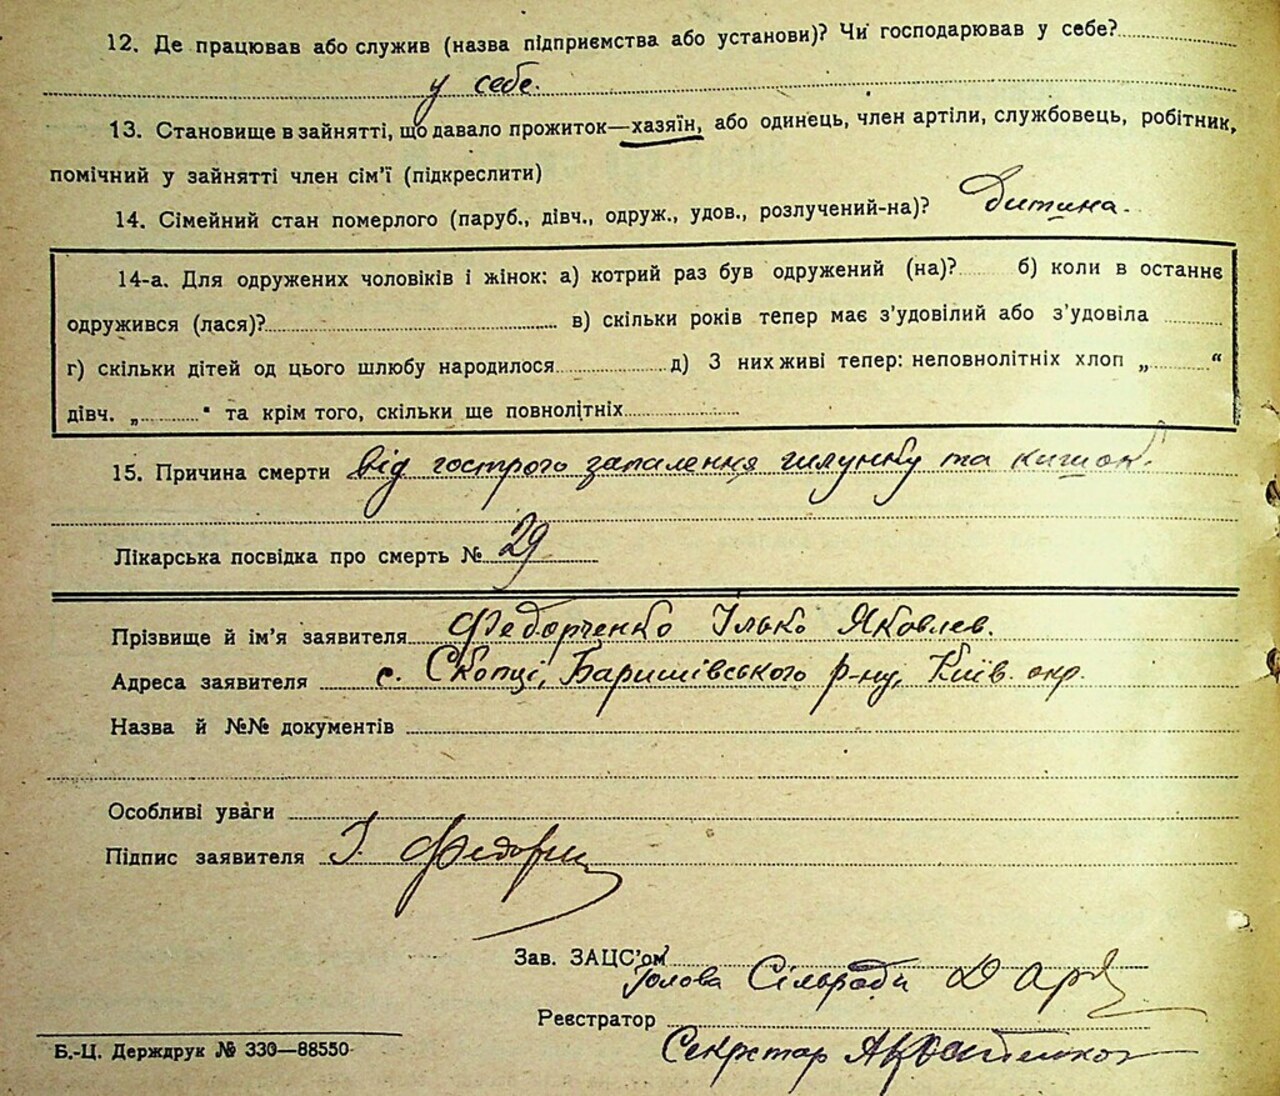 12. Де працював або служив (назва підприємства або установи)? Чи господарював у себе?
у себе.
13. Становище в зайнятті, що давало прожиток—хазяїн, або одинець, член артіли, службовець, робітник,
помічний у зайнятті член сім'ї (підкреслити)
14. Сімейний стан померлого (паруб., дівч., одруж., удов., розлучений-на)? Дитина.
14-а. Для одружених чоловіків і жінок: а) котрий раз був одружений (на)? б) коли в останнє
одружився (лася)? в) скільки років тепер має з'удовілий або з'удовіла
г) скільки дітей од цього шлюбу народилося д) З них живі тепер: неповнолітніх хлоп „ “
дівч. „ “ та крім того, скільки ще повнолітніх
15. Причина смерти від гострого запалення шлунку та кишок.
Лікарська посвідка про смерть № 29
Прізвище й ім'я заявителя Федорченко Ілько Яковлев.
Адреса заявителя с. Скопці, Баришівського р-ну, Київ. окр.
Назва й №№ документів
Особливі уваги
Підпис заявителя І. Федорч
Зав. ЗАЦС'ом
Голова Сільради
Реєстратор
Секретар
Б.-Ц. Держдрук № 330—88550